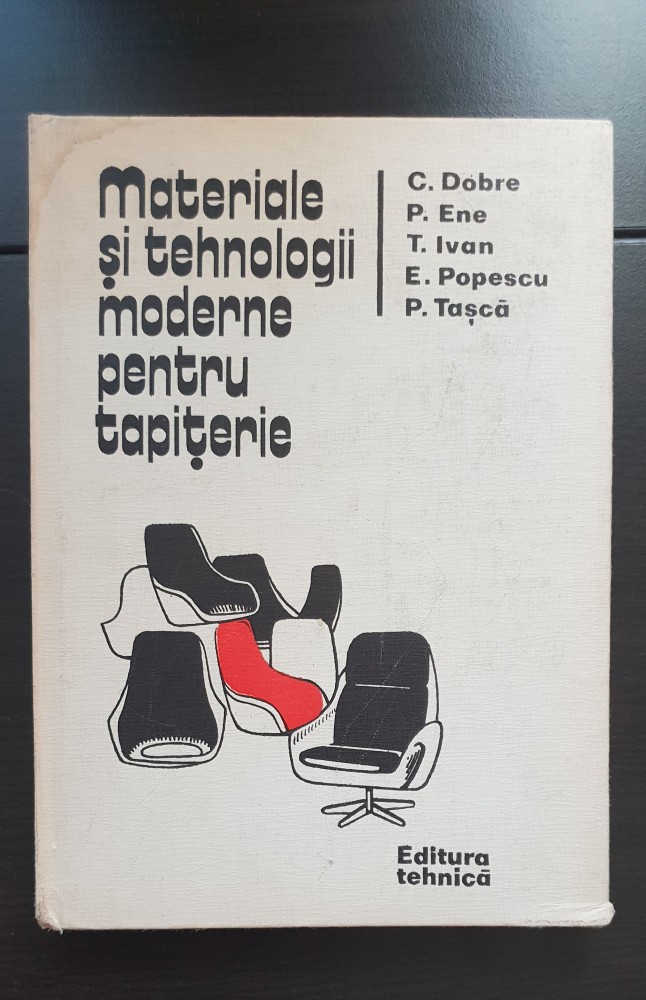 Materiale
și tehnologii
moderne
pentru
tapițerie
C. Dobre
P. Ene
T. Ivan
E. Popescu
P. Tașcă
Editura
tehnică